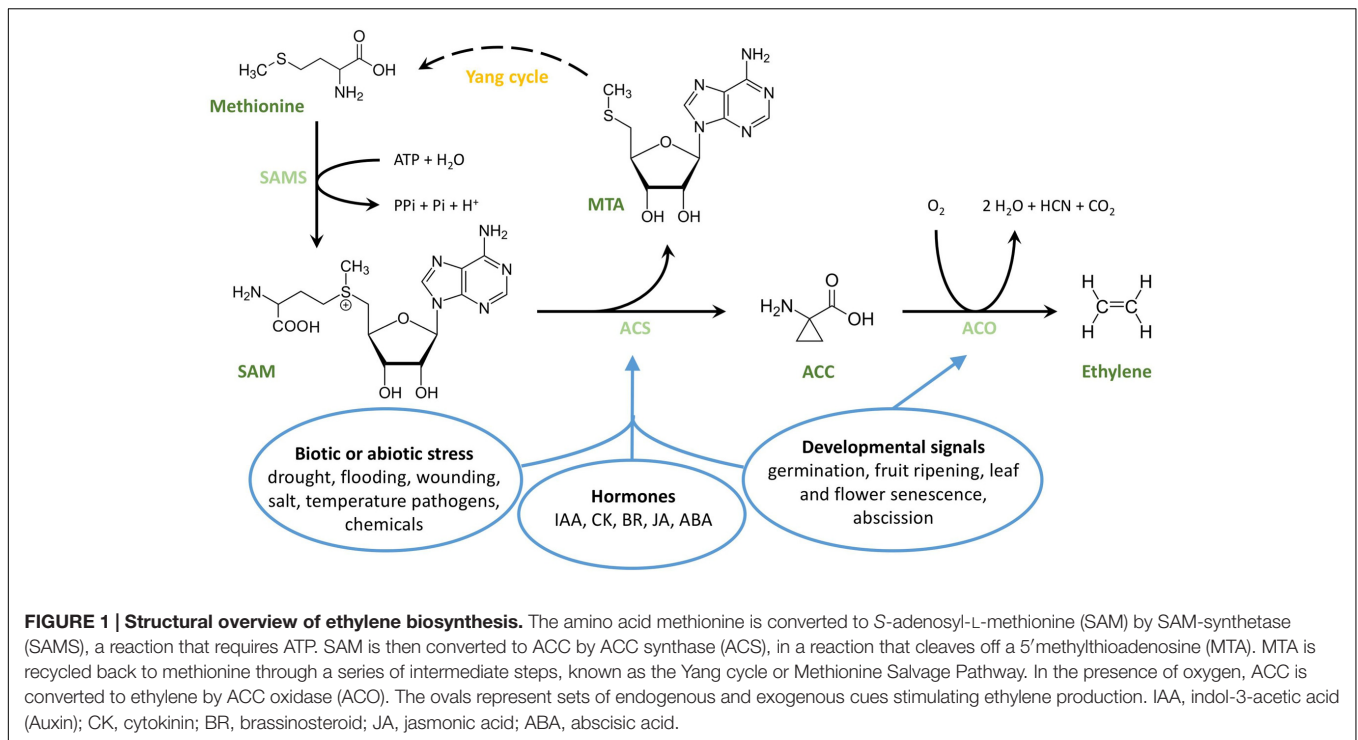 O
S
H₃C
OH
NH₂
Methionine
Yang cycle
NH₂
CH₃
N
N
S
N
N
O
MTA
OH OH
SAMS
ATP + H₂O
PPi + Pi + H⁺
O₂
2 H₂O + HCN + CO₂
NH₂
CH₃
N
N
H₂N
S
⊕
N
N
COOH
O
SAM
OH OH
ACS
O
H₂N
OH
ACC
ACO
H
H
C=C
H
H
Ethylene
Biotic or abiotic stress
drought, flooding, wounding,
salt, temperature pathogens,
chemicals
Hormones
IAA, CK, BR, JA, ABA
Developmental signals
germination, fruit ripening, leaf
and flower senescence,
abscission
FIGURE 1 | Structural overview of ethylene biosynthesis. The amino acid methionine is converted to S-adenosyl-L-methionine (SAM) by SAM-synthetase
(SAMS), a reaction that requires ATP. SAM is then converted to ACC by ACC synthase (ACS), in a reaction that cleaves off a 5′methylthioadenosine (MTA). MTA is
recycled back to methionine through a series of intermediate steps, known as the Yang cycle or Methionine Salvage Pathway. In the presence of oxygen, ACC is
converted to ethylene by ACC oxidase (ACO). The ovals represent sets of endogenous and exogenous cues stimulating ethylene production. IAA, indol-3-acetic acid
(Auxin); CK, cytokinin; BR, brassinosteroid; JA, jasmonic acid; ABA, abscisic acid.